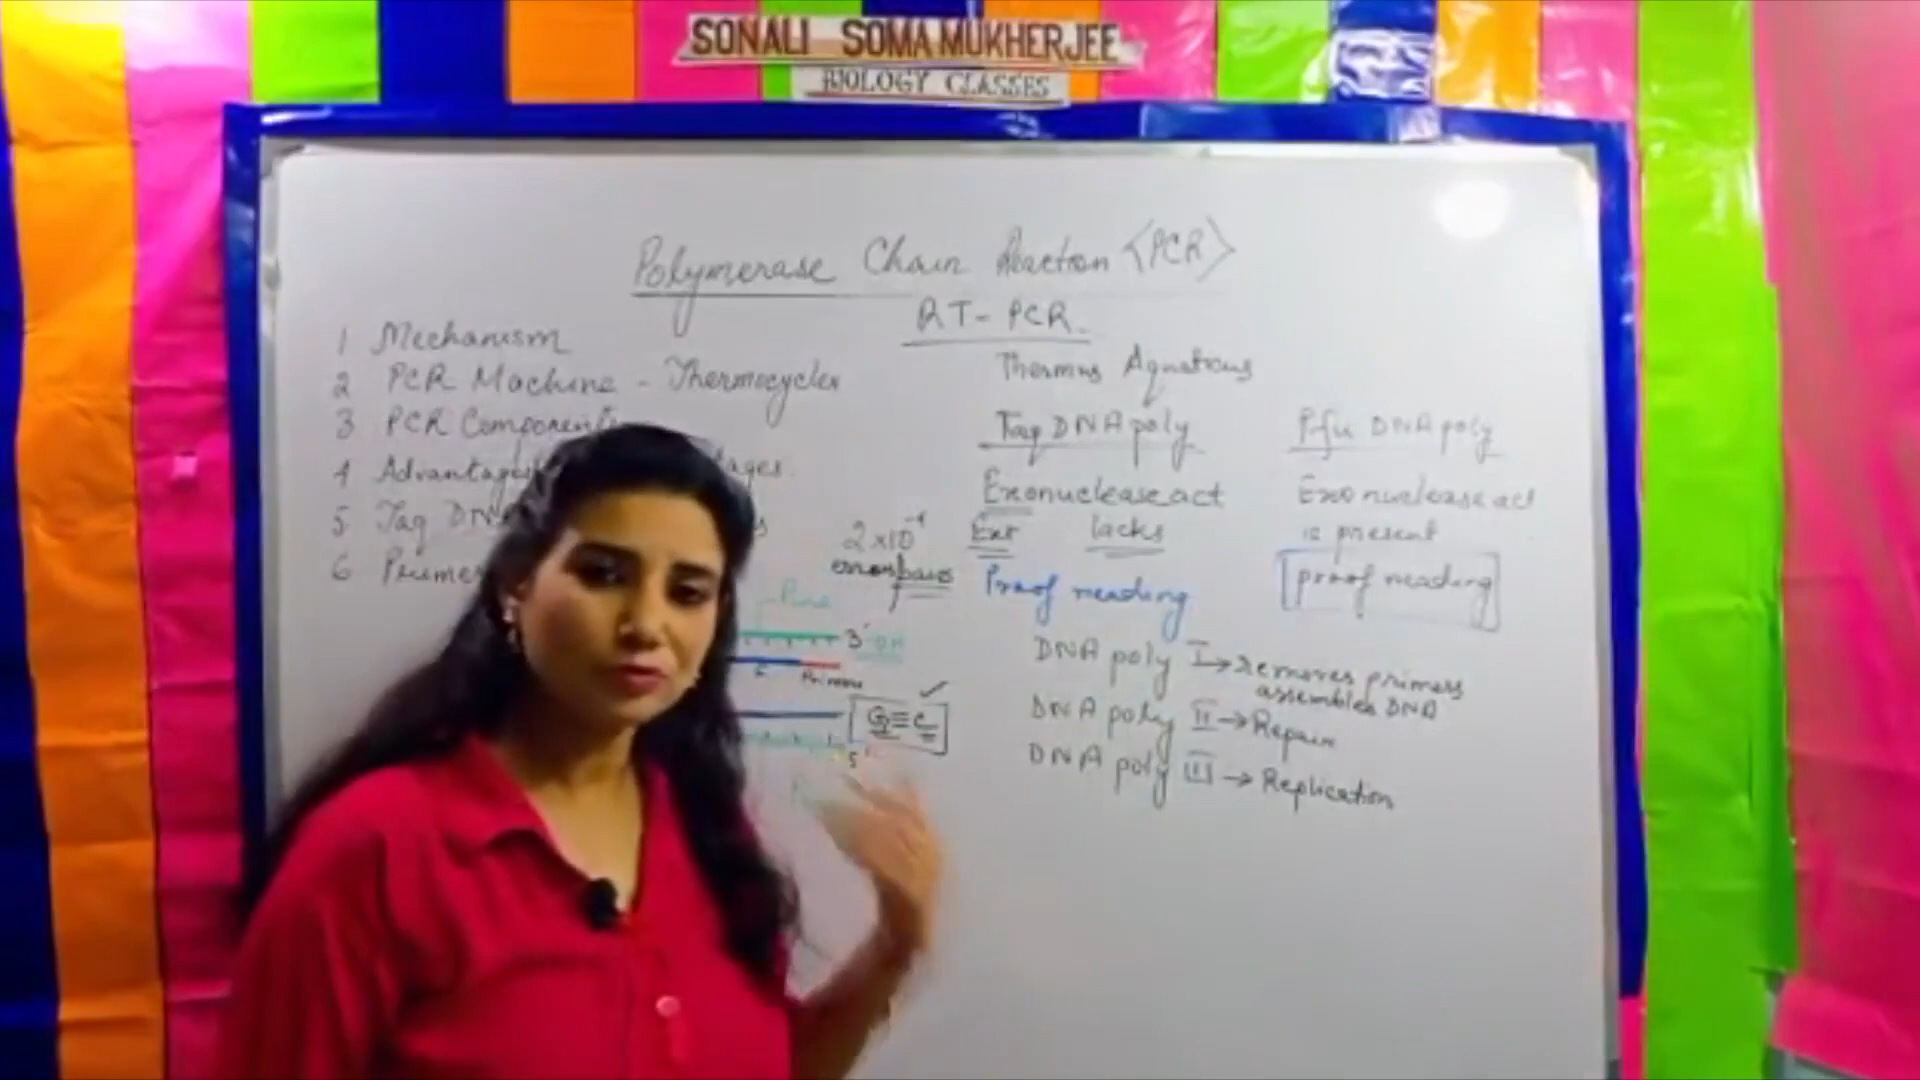 SONALI SOMA MUKHERJEE
BIOLOGY CLASSES
Polymerase Chain Reaction <PCR>
RT-PCR
1 Mechanism
2 PCR Machine - Thermocycler
3 PCR Components
4 Advantages
5 Taq DNA
6 Primer
Thermus Aquaticus
Taq DNA poly
Exonuclease act
lacks
Proof reading
Pfu DNA poly
Exonuclease act
is present
proof reading
3' OH
Primer
G≡C
5'
DNA poly I → removes primers
assembles DNA
DNA poly II → Repair
DNA poly III → Replication